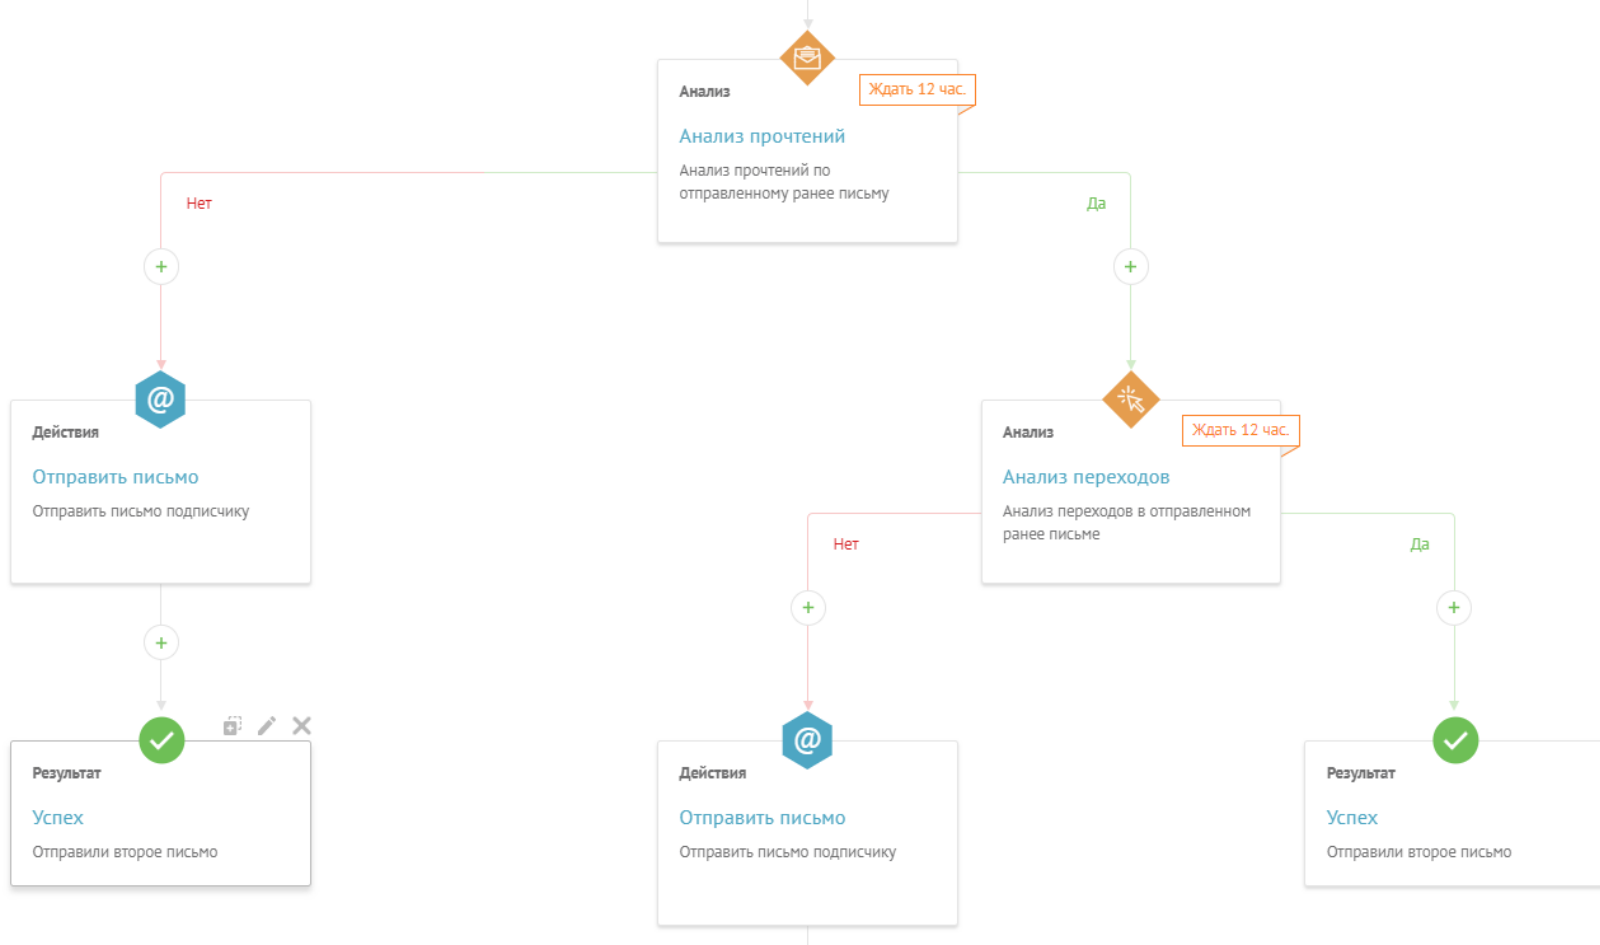 Анализ
Ждать 12 час.
Анализ прочтений
Анализ прочтений по
отправленному ранее письму
Нет
Да
@
Действия
Отправить письмо
Отправить письмо подписчику
Анализ
Ждать 12 час.
Анализ переходов
Анализ переходов в отправленном
ранее письме
Нет
Да
Результат
Успех
Отправили второе письмо
@
Действия
Отправить письмо
Отправить письмо подписчику
Результат
Успех
Отправили второе письмо